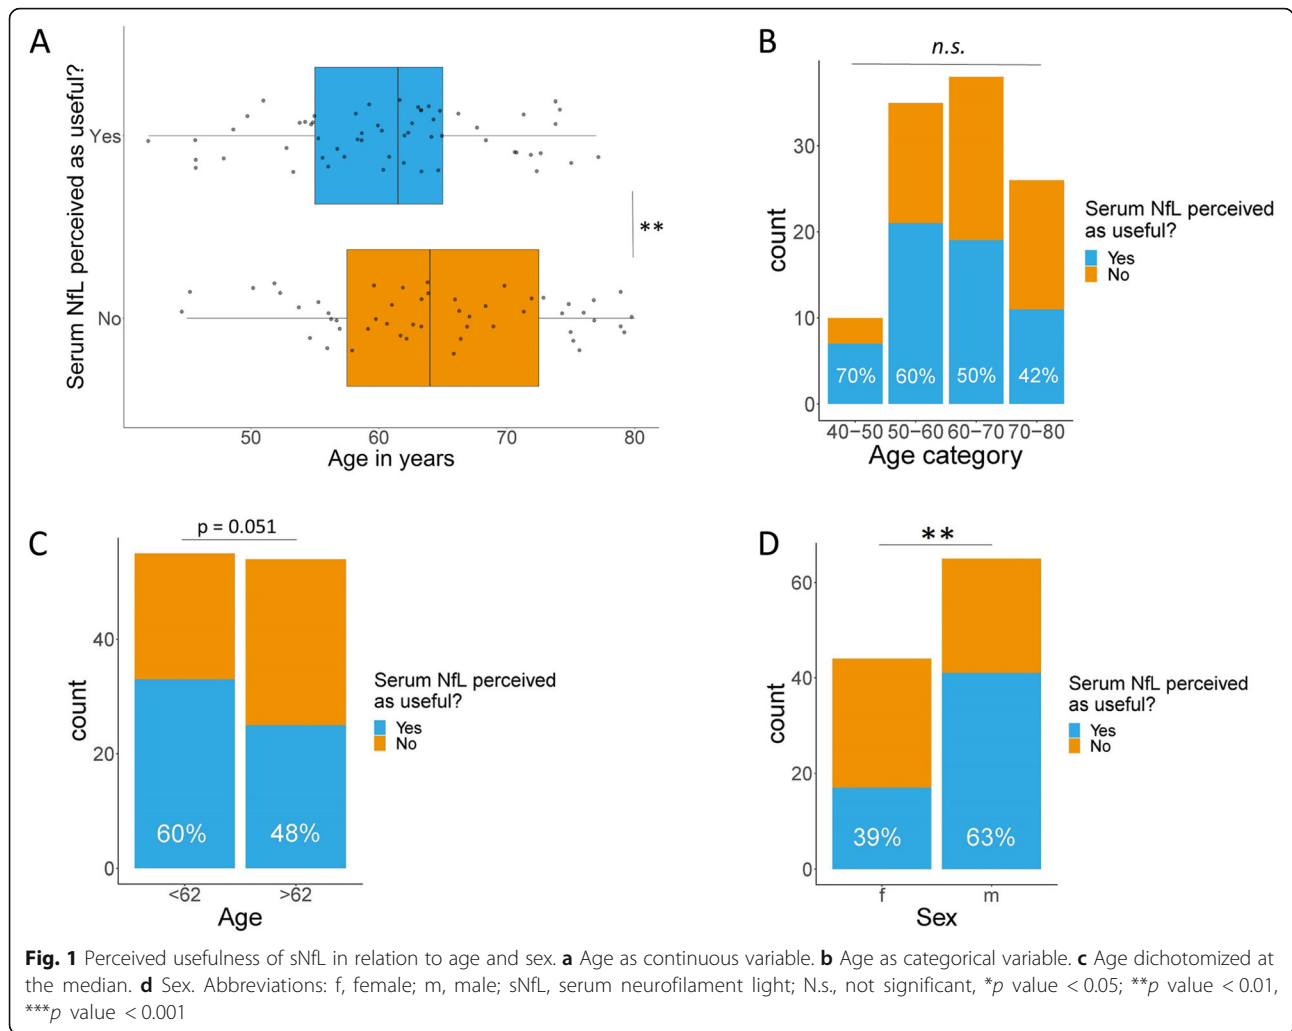 A
Serum NfL perceived as useful?
Yes
No
**
50 60 70 80
Age in years
B
n.s.
count
30
20
10
0
70% 60% 50% 42%
40−50 50−60 60−70 70−80
Age category
Serum NfL perceived
as useful?
Yes
No
C
p = 0.051
count
40
20
0
60% 48%
<62 >62
Age
Serum NfL perceived
as useful?
Yes
No
D
**
count
60
40
20
0
39% 63%
f m
Sex
Serum NfL perceived
as useful?
Yes
No
Fig. 1 Perceived usefulness of sNfL in relation to age and sex. a Age as continuous variable. b Age as categorical variable. c Age dichotomized at
the median. d Sex. Abbreviations: f, female; m, male; sNfL, serum neurofilament light; N.s., not significant, *p value < 0.05; **p value < 0.01,
***p value < 0.001